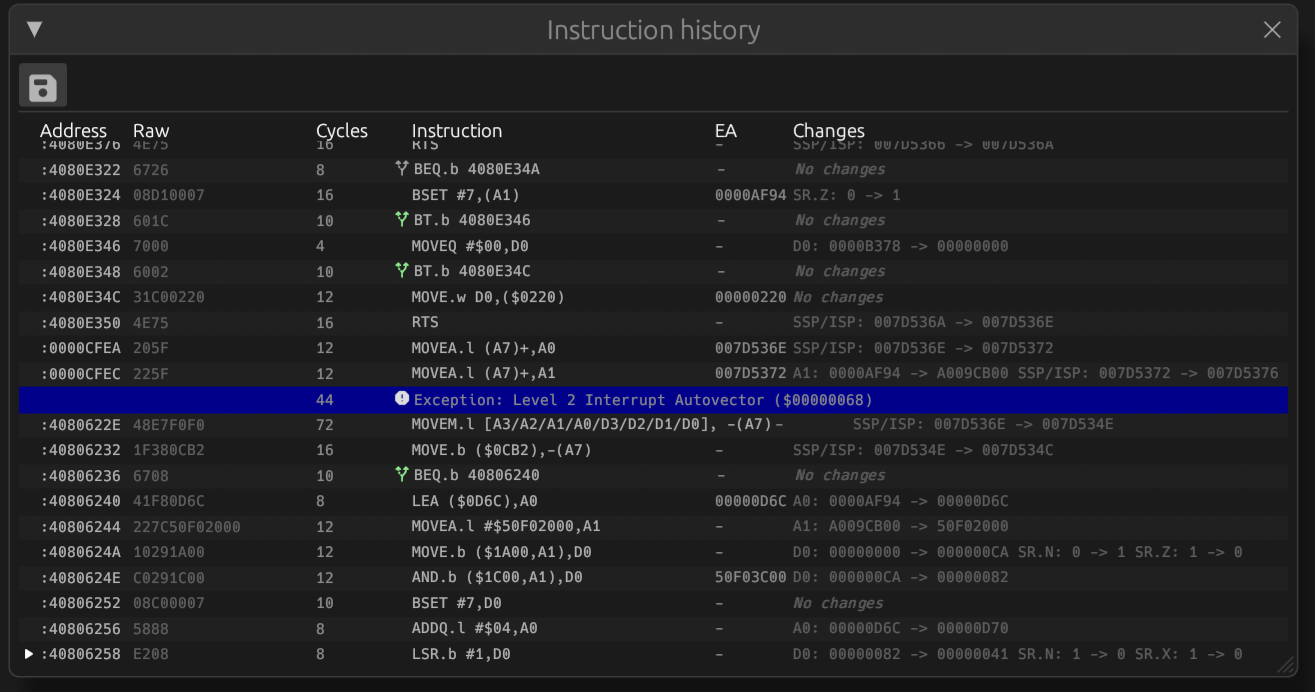 Instruction history
Address Raw Cycles Instruction EA Changes
:4080E376 4E75 16 RTS – SSP/ISP: 007D5366 -> 007D536A
:4080E322 6726 8 BEQ.b 4080E34A – No changes
:4080E324 08D10007 16 BSET #7,(A1) 0000AF94 SR.Z: 0 -> 1
:4080E328 601C 10 BT.b 4080E346 – No changes
:4080E346 7000 4 MOVEQ #$00,D0 – D0: 0000B378 -> 00000000
:4080E348 6002 10 BT.b 4080E34C – No changes
:4080E34C 31C00220 12 MOVE.w D0,($0220) 00000220 No changes
:4080E350 4E75 16 RTS – SSP/ISP: 007D536A -> 007D536E
:0000CFEA 205F 12 MOVEA.l (A7)+,A0 007D536E SSP/ISP: 007D536E -> 007D5372
:0000CFEC 225F 12 MOVEA.l (A7)+,A1 007D5372 A1: 0000AF94 -> A009CB00 SSP/ISP: 007D5372 -> 007D5376
44 Exception: Level 2 Interrupt Autovector ($00000068)
:4080622E 48E7F0F0 72 MOVEM.l [A3/A2/A1/A0/D3/D2/D1/D0], -(A7) – SSP/ISP: 007D536E -> 007D534E
:40806232 1F380CB2 16 MOVE.b ($0CB2),-(A7) – SSP/ISP: 007D534E -> 007D534C
:40806236 6708 10 BEQ.b 40806240 – No changes
:40806240 41F80D6C 8 LEA ($0D6C),A0 00000D6C A0: 0000AF94 -> 00000D6C
:40806244 227C50F02000 12 MOVEA.l #$50F02000,A1 – A1: A009CB00 -> 50F02000
:4080624A 10291A00 12 MOVE.b ($1A00,A1),D0 – D0: 00000000 -> 000000CA SR.N: 0 -> 1 SR.Z: 1 -> 0
:4080624E C0291C00 12 AND.b ($1C00,A1),D0 50F03C00 D0: 000000CA -> 00000082
:40806252 08C00007 10 BSET #7,D0 – No changes
:40806256 5888 8 ADDQ.l #$04,A0 – A0: 00000D6C -> 00000D70
:40806258 E208 8 LSR.b #1,D0 – D0: 00000082 -> 00000041 SR.N: 1 -> 0 SR.X: 1 -> 0